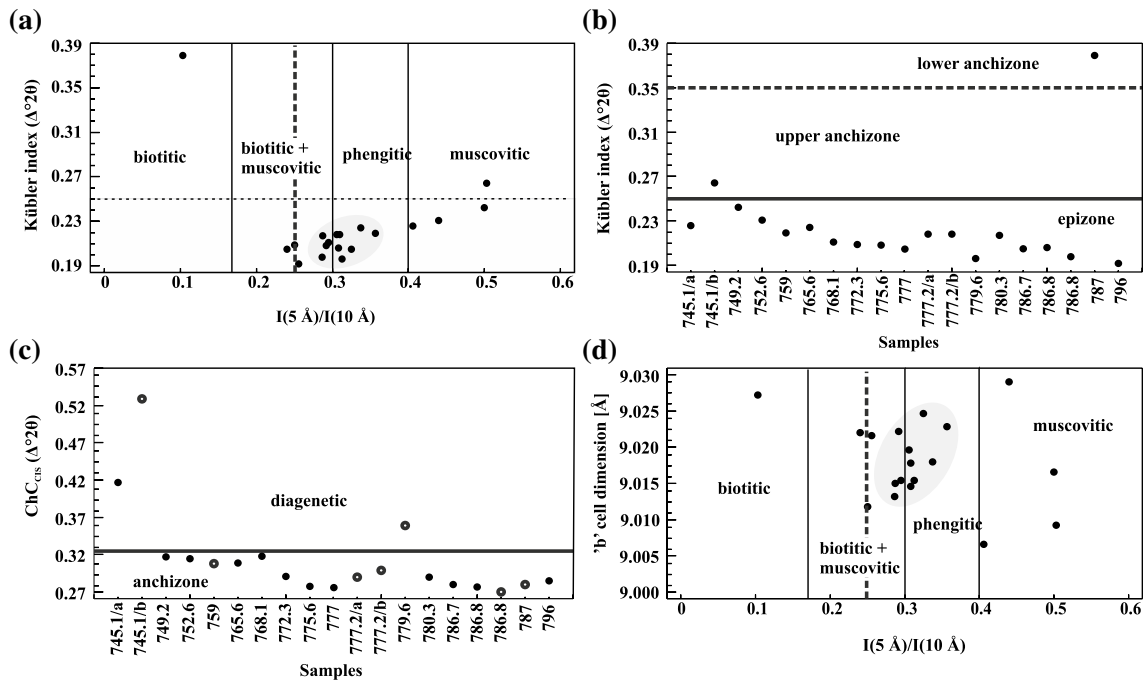 (a)
Kübler index (Δ°2θ)
0.39
0.35
0.31
0.27
0.23
0.19
biotitic
biotitic +
muscovitic
phengitic
muscovitic
0
0.1
0.2
0.3
0.4
0.5
0.6
I(5 Å)/I(10 Å)
(b)
Kübler index (Δ°2θ)
0.39
0.35
0.31
0.27
0.23
0.19
lower anchizone
upper anchizone
epizone
745.1/a
745.1/b
749.2
752.6
759
765.6
768.1
772.3
775.6
777
777.2/a
777.2/b
779.6
780.3
786.7
786.8
786.8
787
796
Samples
(c)
ChC_CIS (Δ°2θ)
0.57
0.52
0.47
0.42
0.37
0.32
0.27
diagenetic
anchizone
745.1/a
745.1/b
749.2
752.6
759
765.6
768.1
772.3
775.6
777
777.2/a
777.2/b
779.6
780.3
786.7
786.8
786.8
787
796
Samples
(d)
'b' cell dimension [Å]
9.030
9.025
9.020
9.015
9.010
9.005
9.000
biotitic
biotitic +
muscovitic
phengitic
muscovitic
0
0.1
0.2
0.3
0.4
0.5
0.6
I(5 Å)/I(10 Å)